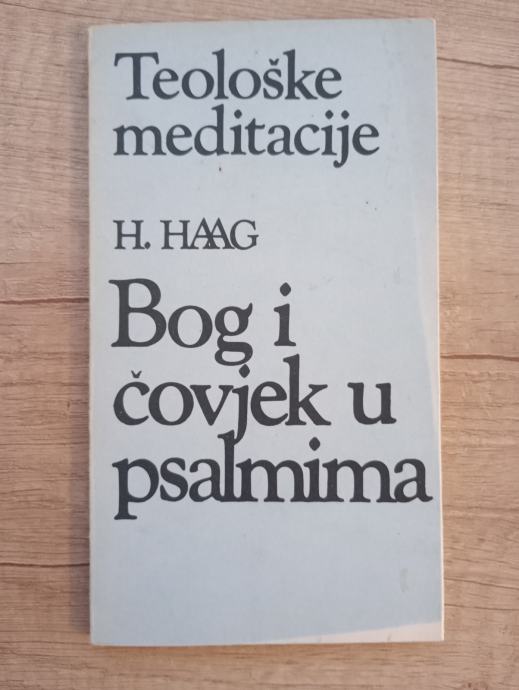 Teološke
meditacije
H. HAAG
Bog i
čovjek u
psalmima